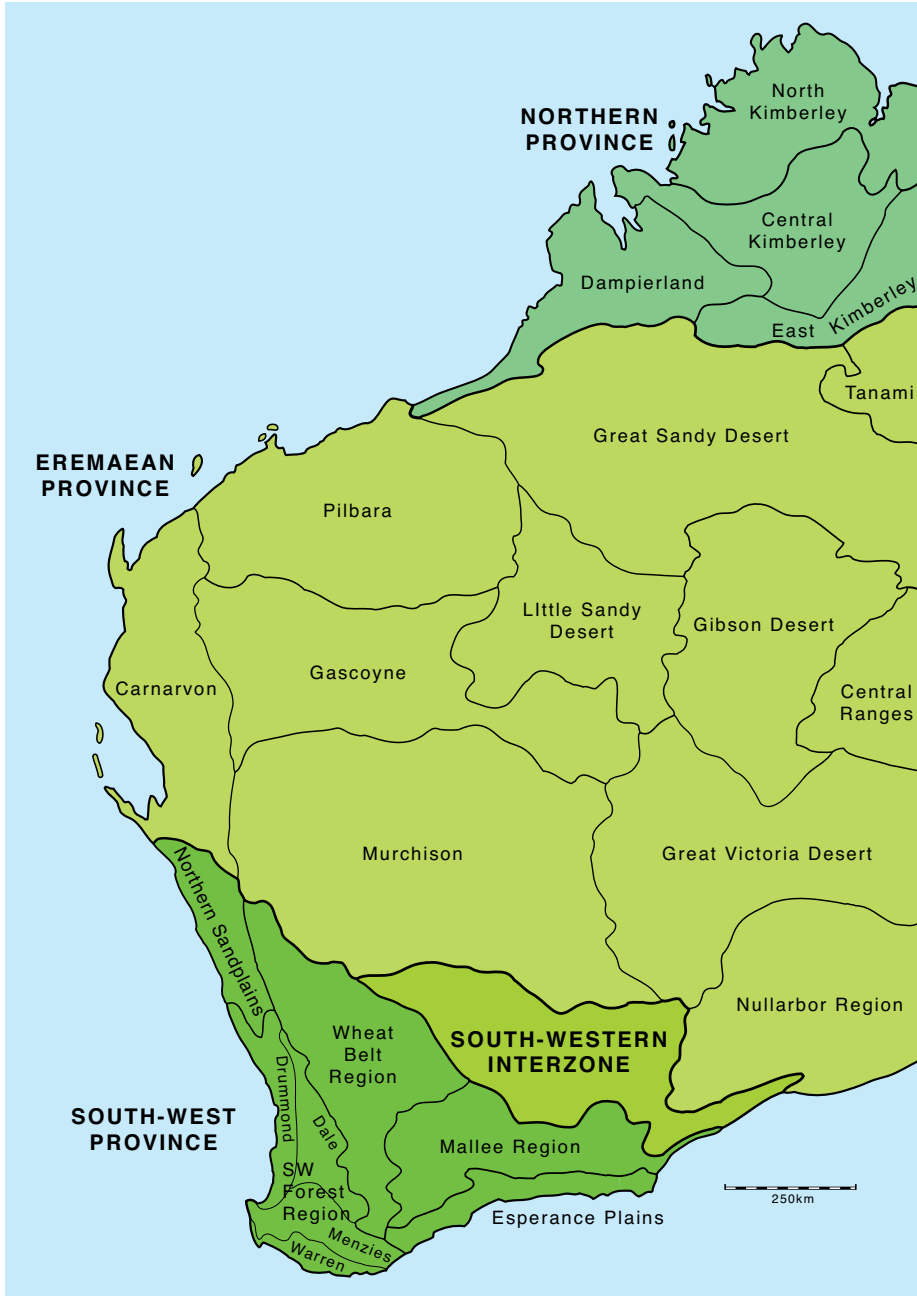 North
Kimberley
NORTHERN
PROVINCE
Central
Kimberley
Dampierland
East Kimberley
Tanami
Great Sandy Desert
EREMAEAN
PROVINCE
Pilbara
LIttle Sandy
Desert
Gibson Desert
Gascoyne
Carnarvon
Central
Ranges
Murchison
Great Victoria Desert
Northern Sandplains
Nullarbor Region
Wheat
Belt
Region
SOUTH-WESTERN
INTERZONE
Drummond
SOUTH-WEST
PROVINCE
Dale
Mallee Region
SW
Forest
Region
250km
Esperance Plains
Menzies
Warren